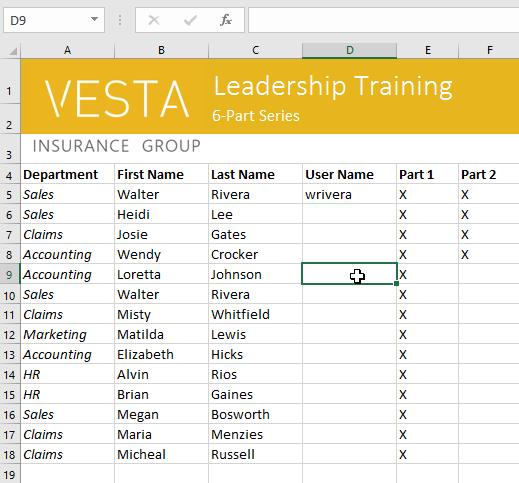 D9 fx
A B C D E F
1 VESTA Leadership Training
2 6-Part Series
3 INSURANCE GROUP
4 Department First Name Last Name User Name Part 1 Part 2
5 Sales Walter Rivera wrivera X X
6 Sales Heidi Lee X X
7 Claims Josie Gates X X
8 Accounting Wendy Crocker X X
9 Accounting Loretta Johnson X
10 Sales Walter Rivera X
11 Claims Misty Whitfield X
12 Marketing Matilda Lewis X
13 Accounting Elizabeth Hicks X
14 HR Alvin Rios X
15 HR Brian Gaines X
16 Sales Megan Bosworth X
17 Claims Maria Menzies X
18 Claims Micheal Russell X
19